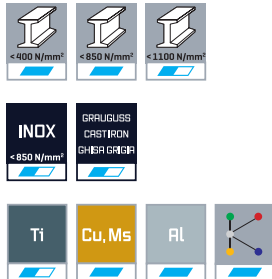 <400 N/mm²
<850 N/mm²
<1100 N/mm²
INOX
<850 N/mm²
GRAUGUSS
CAST IRON
GHISA GRIGIA
Ti
Cu, Ms
Al